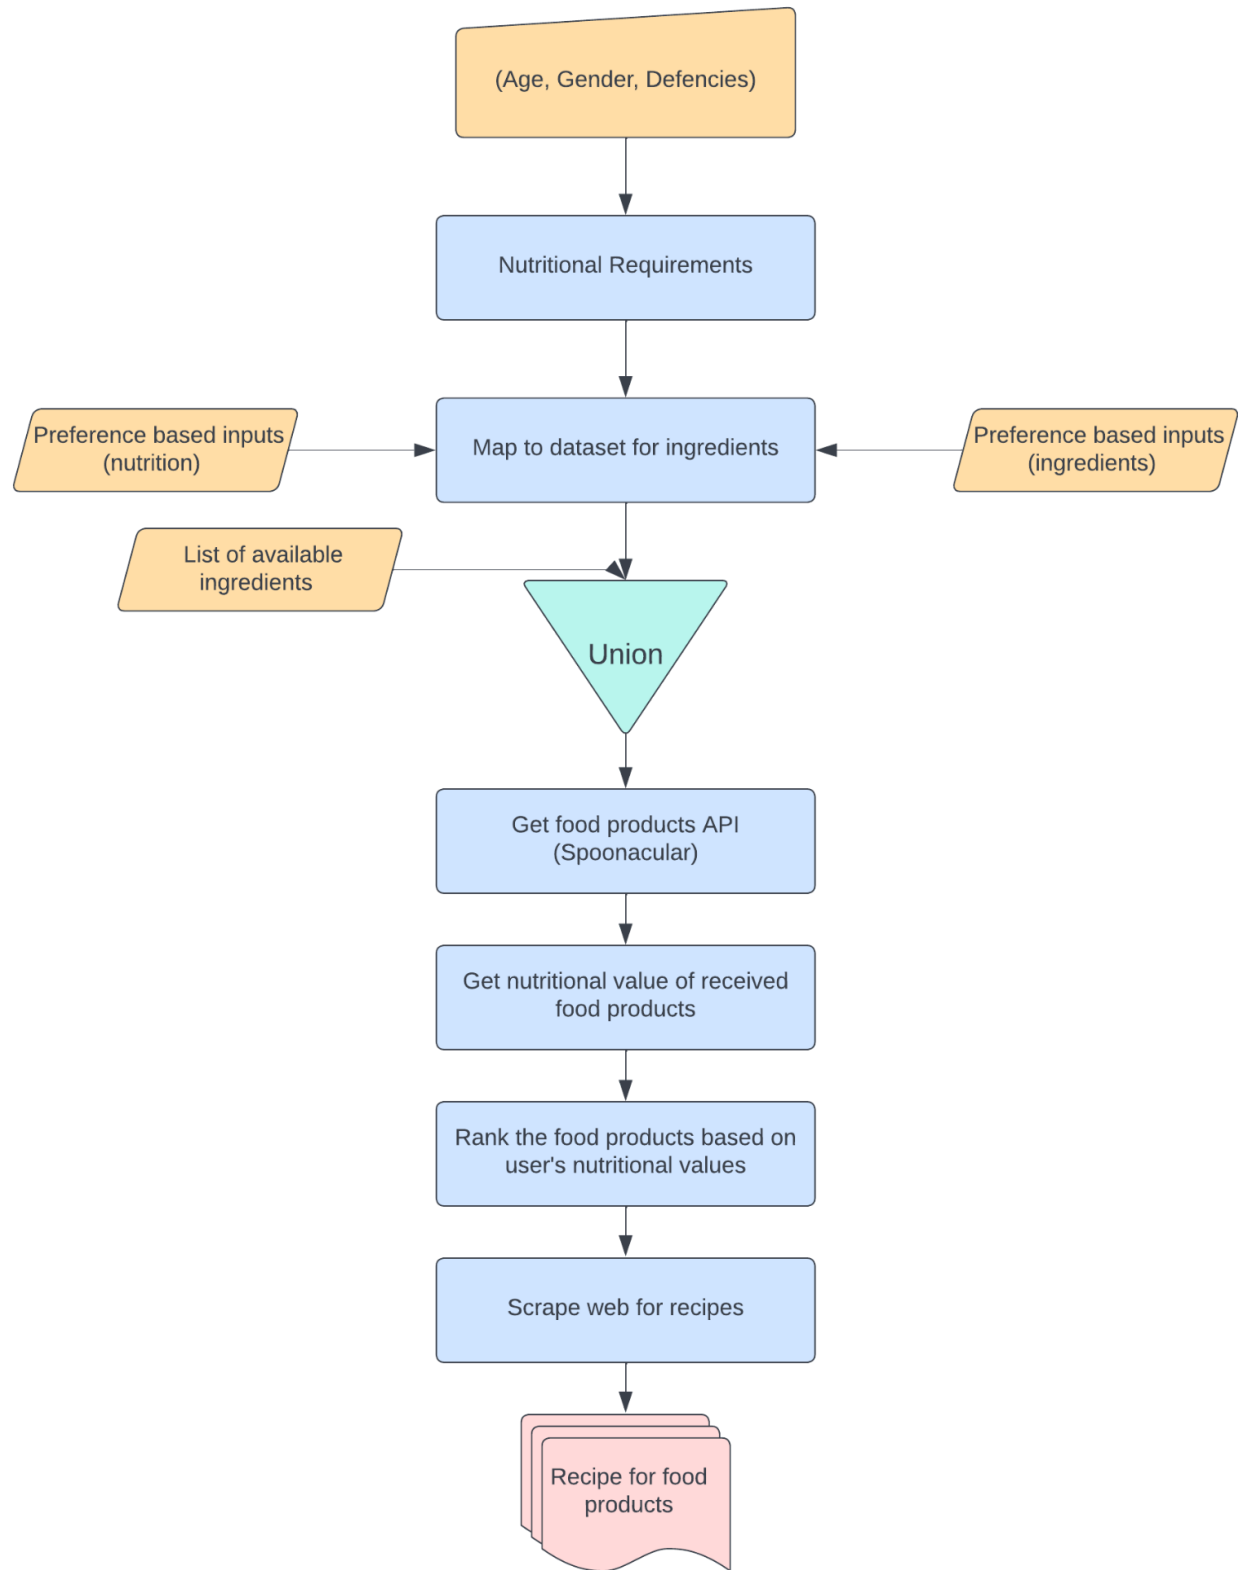 (Age, Gender, Defencies)
Nutritional Requirements
Preference based inputs
(nutrition)
Map to dataset for ingredients
Preference based inputs
(ingredients)
List of available
ingredients
Union
Get food products API
(Spoonacular)
Get nutritional value of received
food products
Rank the food products based on
user's nutritional values
Scrape web for recipes
Recipe for food
products